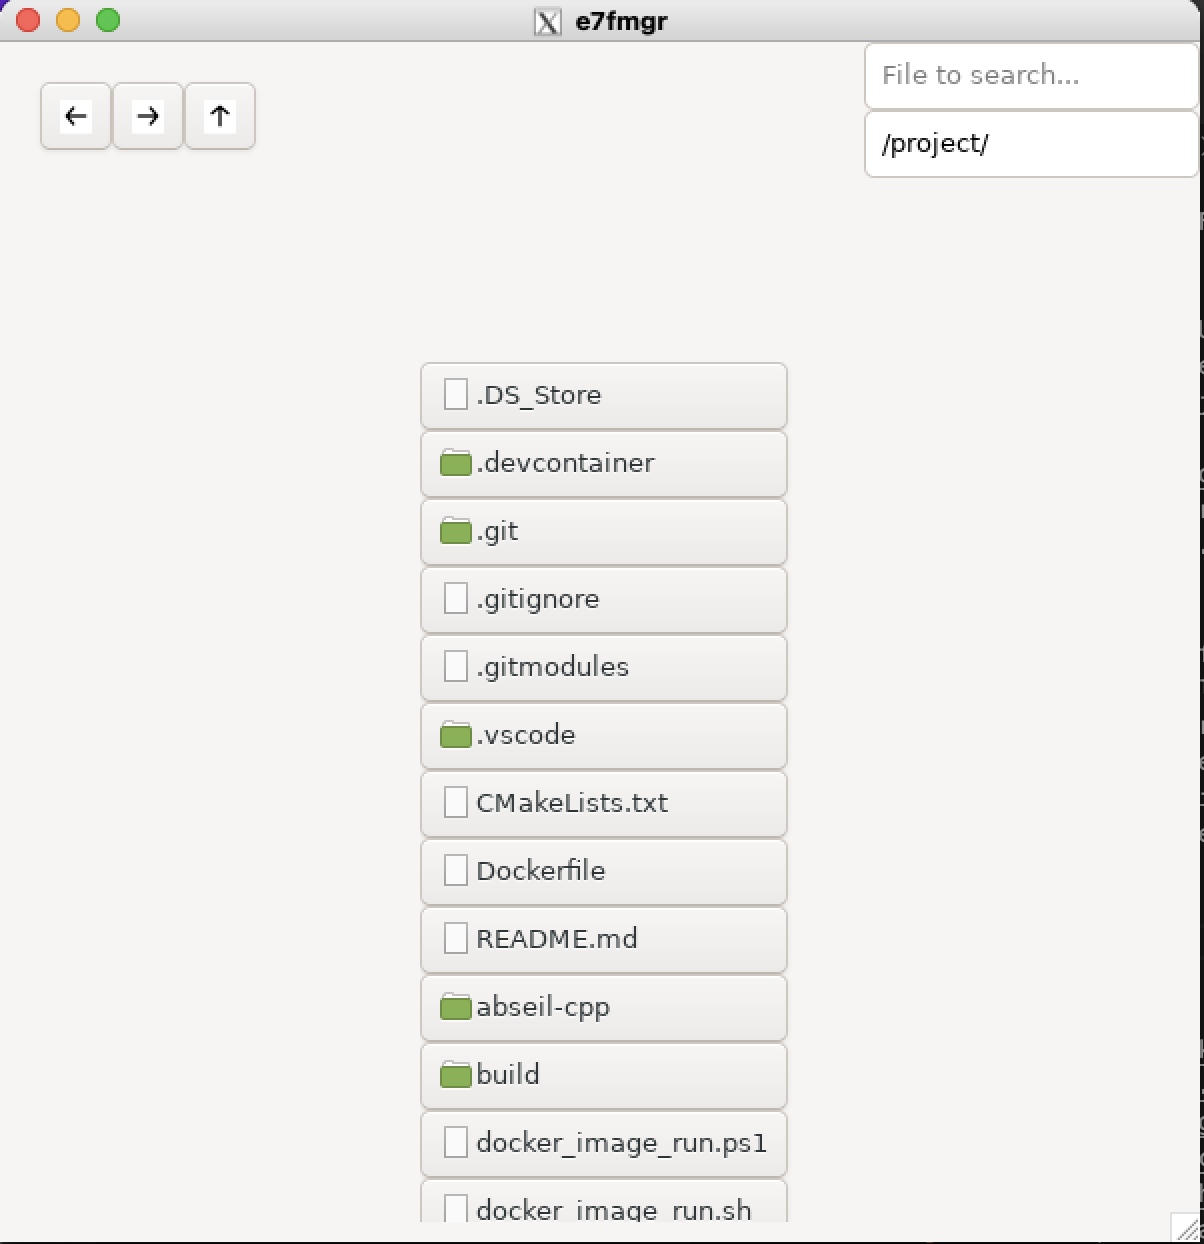 e7fmgr
File to search...
/project/
.DS_Store
.devcontainer
.git
.gitignore
.gitmodules
.vscode
CMakeLists.txt
Dockerfile
README.md
abseil-cpp
build
docker_image_run.ps1
docker_image_run.sh